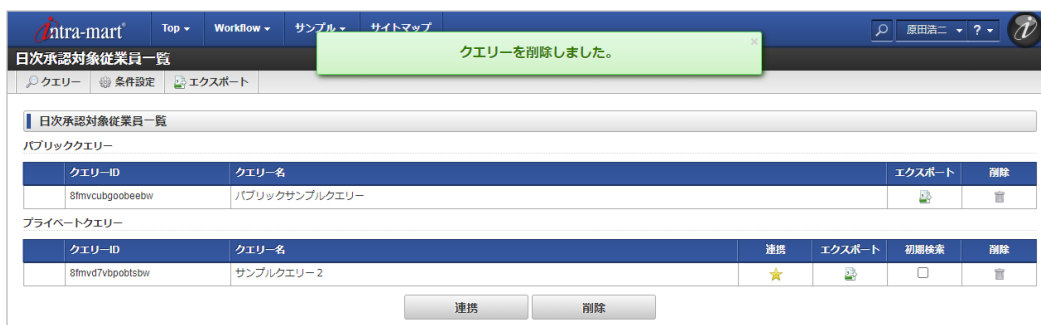 intra-mart® Top Workflow サンプル サイトマップ 原田浩二 ?
クエリーを削除しました。 ×
日次承認対象従業員一覧
クエリー 条件設定 エクスポート
日次承認対象従業員一覧
パブリッククエリー
クエリーID クエリー名 エクスポート 削除
8fmvcubgoobeebw パブリックサンプルクエリー
プライベートクエリー
クエリーID クエリー名 連携 エクスポート 初期検索 削除
8fmvd7vbpobtsbw サンプルクエリー2
連携 削除